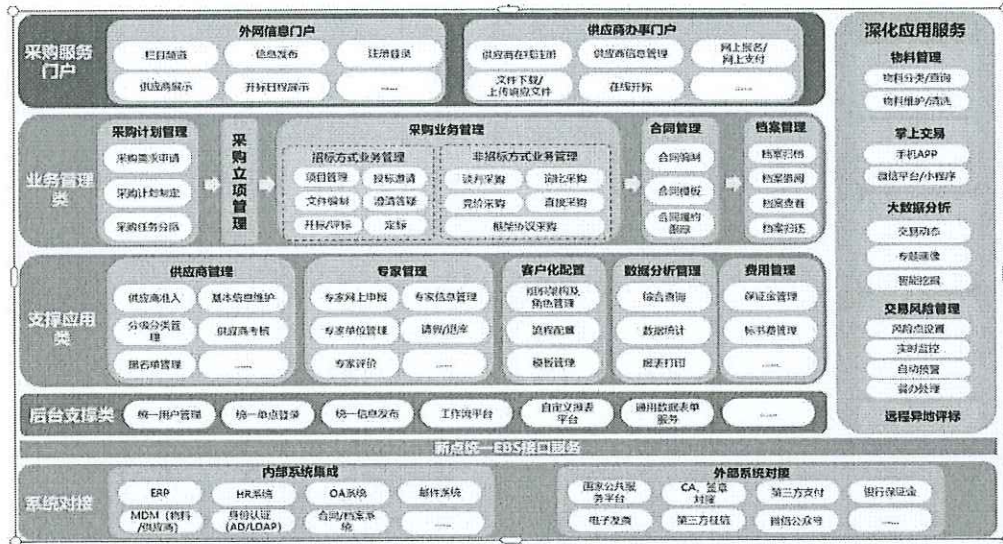 采购服务
门户
外网信息门户
栏目频道
信息发布
注册登录
供应商展示
开标日程展示
......
供应商办事门户
供应商在线注册
供应商信息管理
网上报名/
网上支付
文件下载/
上传响应文件
在线开标
......
业务管理
类
采购计划管理
采购需求申请
采购计划制定
采购任务分派
采购立项管理
采购业务管理
招标方式业务管理
项目管理
投标邀请
文件编制
澄清答疑
开标/评标
定标
非招标方式业务管理
谈判采购
询比采购
竞价采购
直接采购
框架协议采购
合同管理
合同编制
合同模板
合同履约
跟踪
档案管理
档案归档
档案借阅
档案查看
档案归还
支撑应用
类
供应商管理
供应商准入
基本信息维护
分级分类管
理
供应商考核
黑名单管理
......
专家管理
专家网上申报
专家信息管理
专家单位管理
请假/退库
专家评价
......
客户化配置
组织架构及
角色管理
流程配置
模板管理
数据分析管理
综合查询
数据统计
报表打印
费用管理
保证金管理
标书费管理
......
后台支撑类
统一用户管理
统一单点登录
统一信息发布
工作流平台
自定义报表
平台
通用数据表单
服务
......
新点统一EBS接口服务
系统对接
内部系统集成
ERP
HR系统
OA系统
邮件系统
MDM（物料
/供应商）
身份认证
(AD/LDAP)
合同/档案系
统
......
外部系统对接
国家公共服
务平台
CA、签章
对接
第三方支付
银行保证金
电子发票
第三方征信
微信公众号
......
深化应用服务
物料管理
物料分类/查询
物料维护/清洗
掌上交易
手机APP
微信平台/小程序
大数据分析
交易动态
专题画像
智能挖掘
交易风险管理
风险点设置
实时监控
自动预警
督办处理
远程异地评标